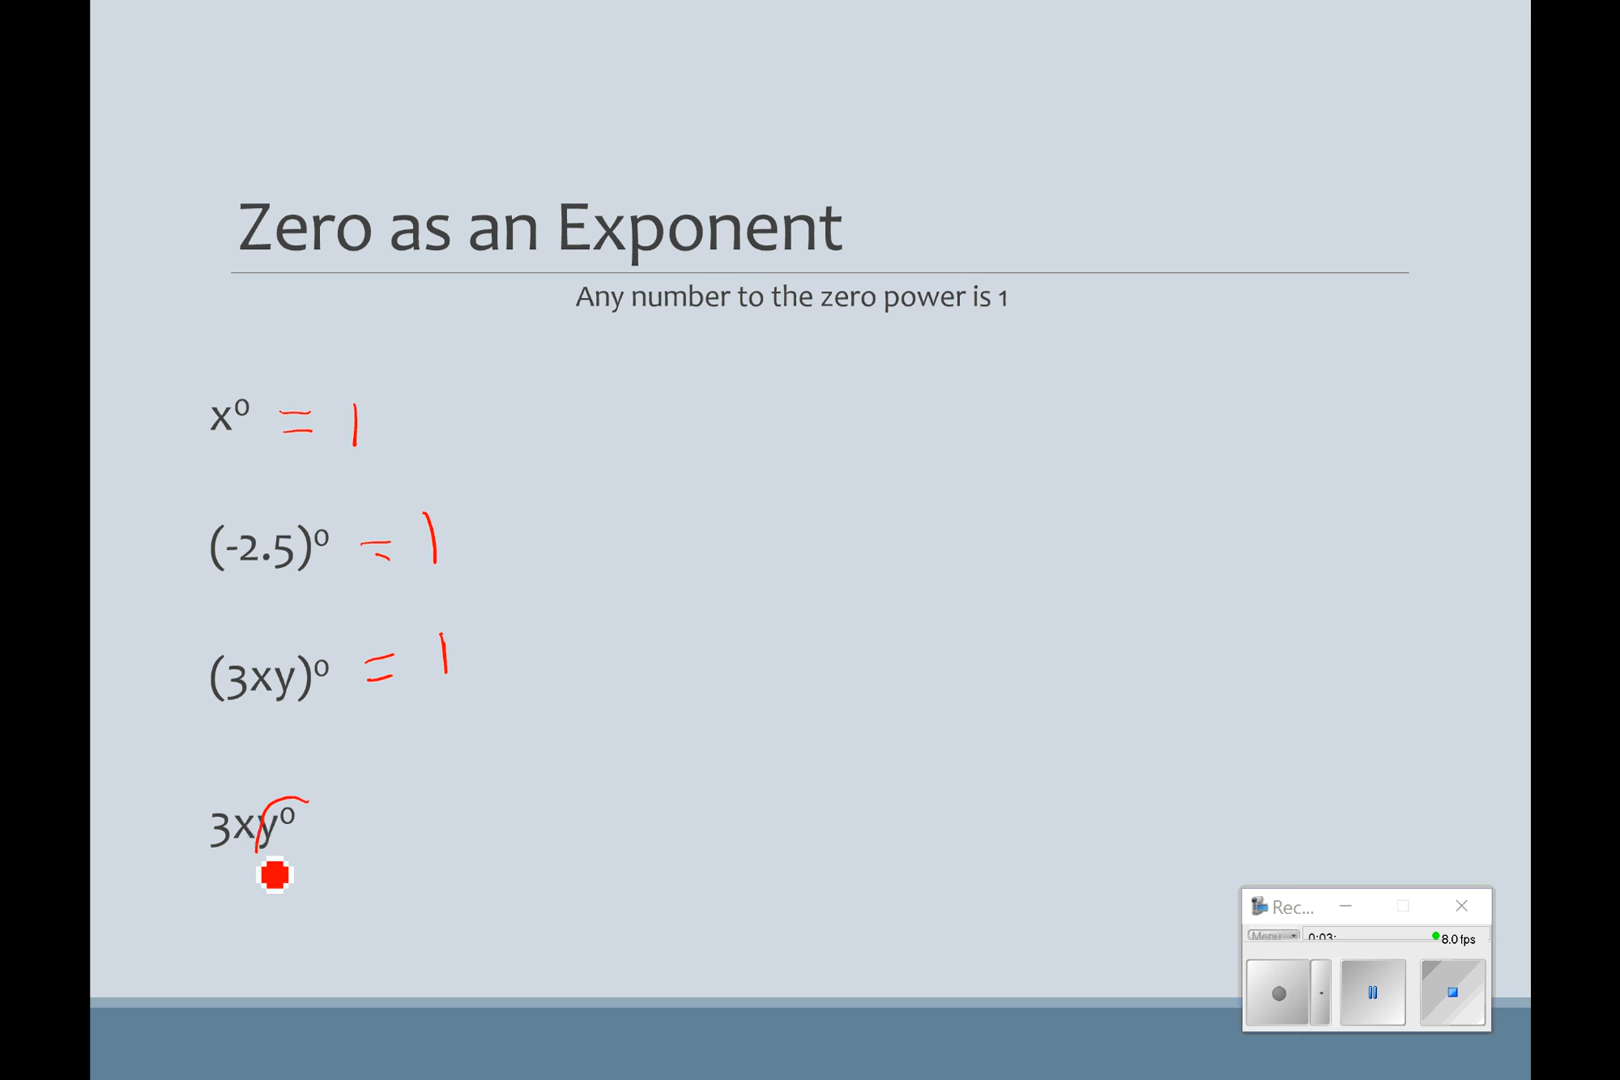 Zero as an Exponent
Any number to the zero power is 1
x⁰ = 1
(-2.5)⁰ = 1
(3xy)⁰ = 1
3xy⁰
Rec...
Menu 0:03: 8.0 fps